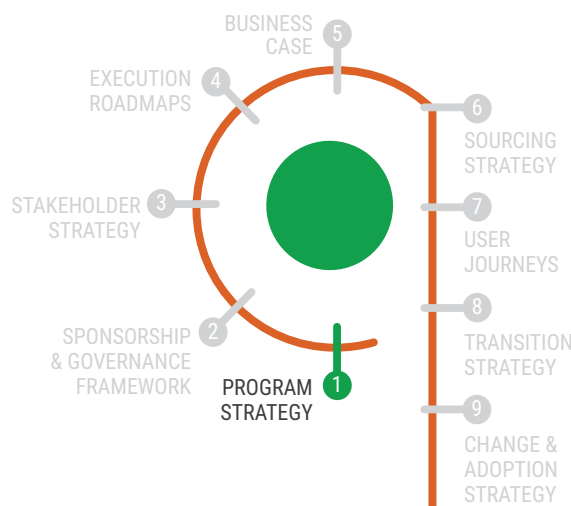 1
PROGRAM
STRATEGY
2
SPONSORSHIP
& GOVERNANCE
FRAMEWORK
3
STAKEHOLDER
STRATEGY
4
EXECUTION
ROADMAPS
5
BUSINESS
CASE
6
SOURCING
STRATEGY
7
USER
JOURNEYS
8
TRANSITION
STRATEGY
9
CHANGE &
ADOPTION
STRATEGY